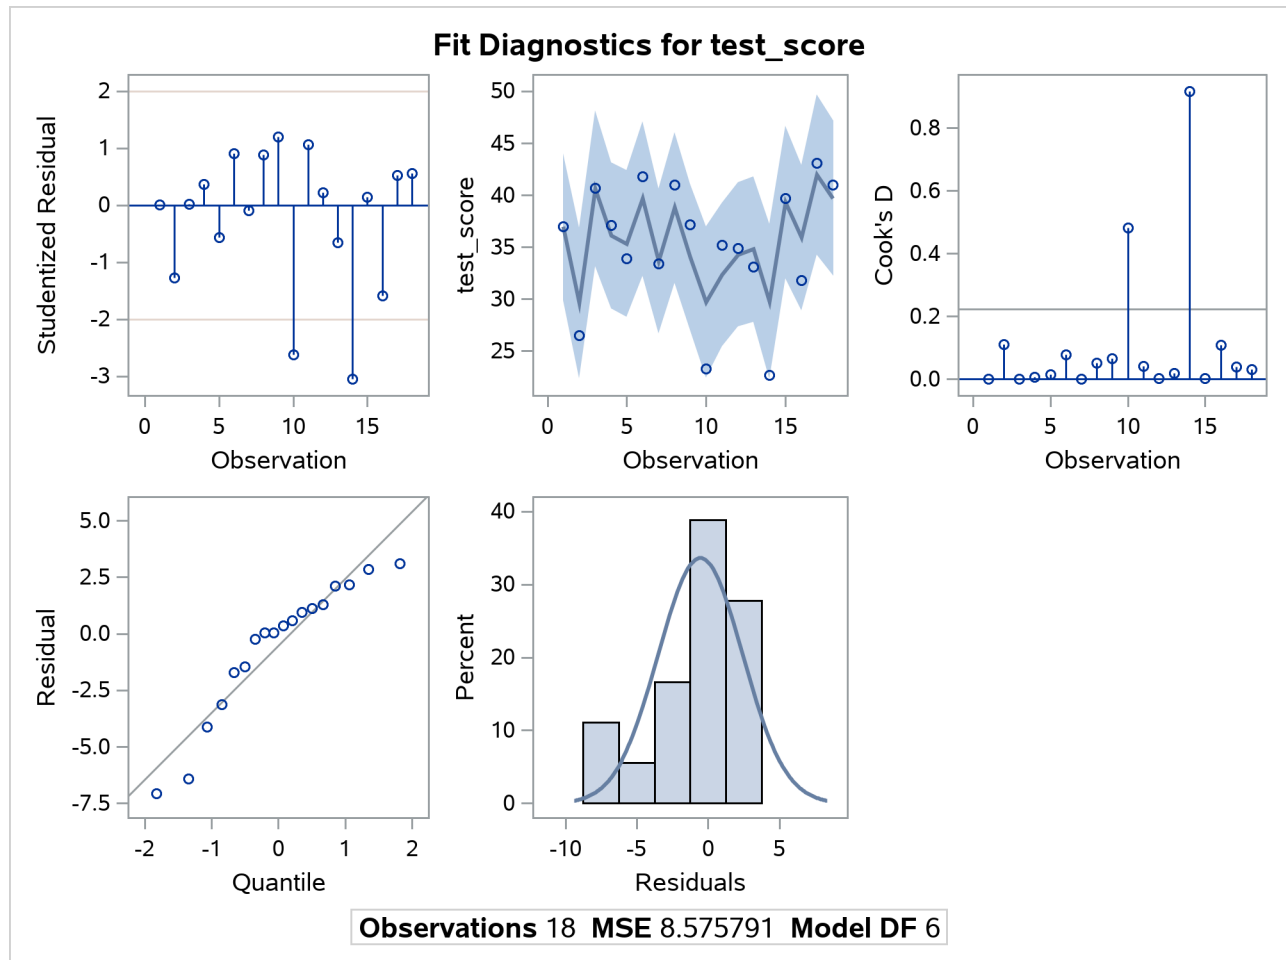 Fit Diagnostics for test_score
Studentized Residual
2
1
0
-1
-2
-3
0 5 10 15
Observation
test_score
50
45
40
35
30
25
0 5 10 15
Observation
Cook's D
0.8
0.6
0.4
0.2
0.0
0 5 10 15
Observation
Residual
5.0
2.5
0.0
-2.5
-5.0
-7.5
-2 -1 0 1 2
Quantile
Percent
40
30
20
10
0
-10 -5 0 5
Residuals
Observations 18 MSE 8.575791 Model DF 6